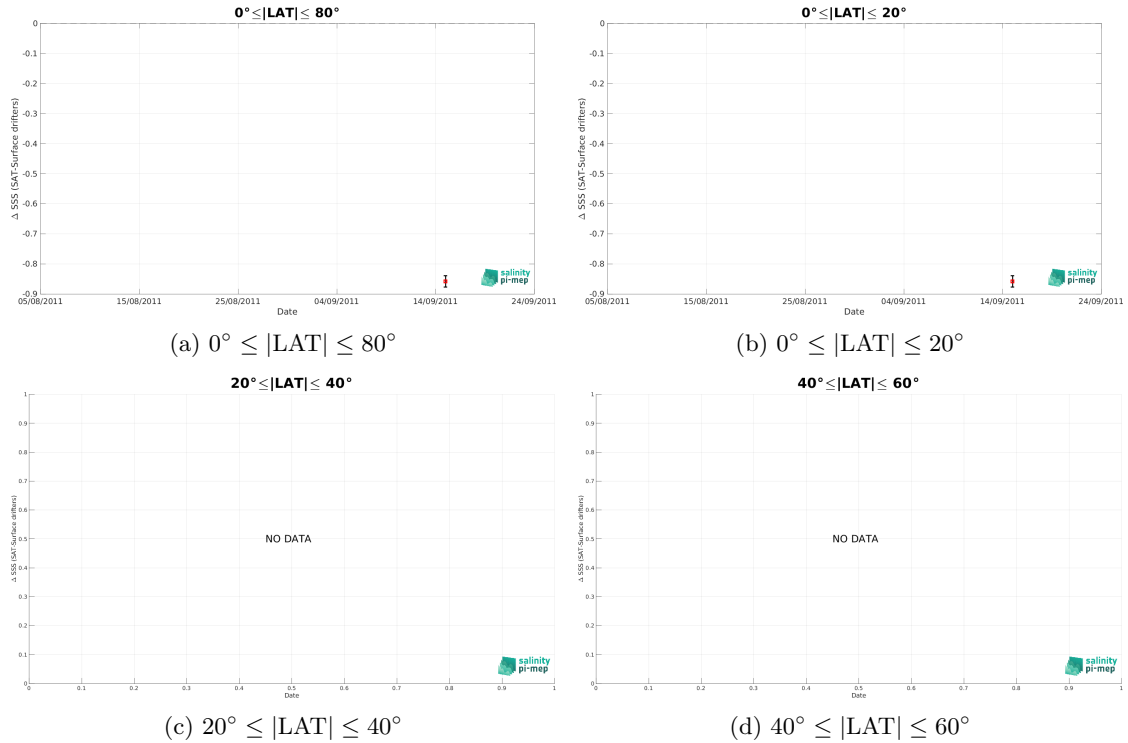 0°≤|LAT|≤ 80°
0
-0.1
-0.2
-0.3
-0.4
-0.5
-0.6
-0.7
-0.8
-0.9
Δ SSS (SAT-Surface drifters)
05/08/2011 15/08/2011 25/08/2011 04/09/2011 14/09/2011 24/09/2011
Date
salinity
pi-mep
(a) 0° ≤ |LAT| ≤ 80°
0°≤|LAT|≤ 20°
0
-0.1
-0.2
-0.3
-0.4
-0.5
-0.6
-0.7
-0.8
-0.9
Δ SSS (SAT-Surface drifters)
05/08/2011 15/08/2011 25/08/2011 04/09/2011 14/09/2011 24/09/2011
Date
salinity
pi-mep
(b) 0° ≤ |LAT| ≤ 20°
20°≤|LAT|≤ 40°
1
0.9
0.8
0.7
0.6
0.5
0.4
0.3
0.2
0.1
0
Δ SSS (SAT-Surface drifters)
NO DATA
0 0.1 0.2 0.3 0.4 0.5 0.6 0.7 0.8 0.9 1
Date
salinity
pi-mep
(c) 20° ≤ |LAT| ≤ 40°
40°≤|LAT|≤ 60°
1
0.9
0.8
0.7
0.6
0.5
0.4
0.3
0.2
0.1
0
Δ SSS (SAT-Surface drifters)
NO DATA
0 0.1 0.2 0.3 0.4 0.5 0.6 0.7 0.8 0.9 1
Date
salinity
pi-mep
(d) 40° ≤ |LAT| ≤ 60°